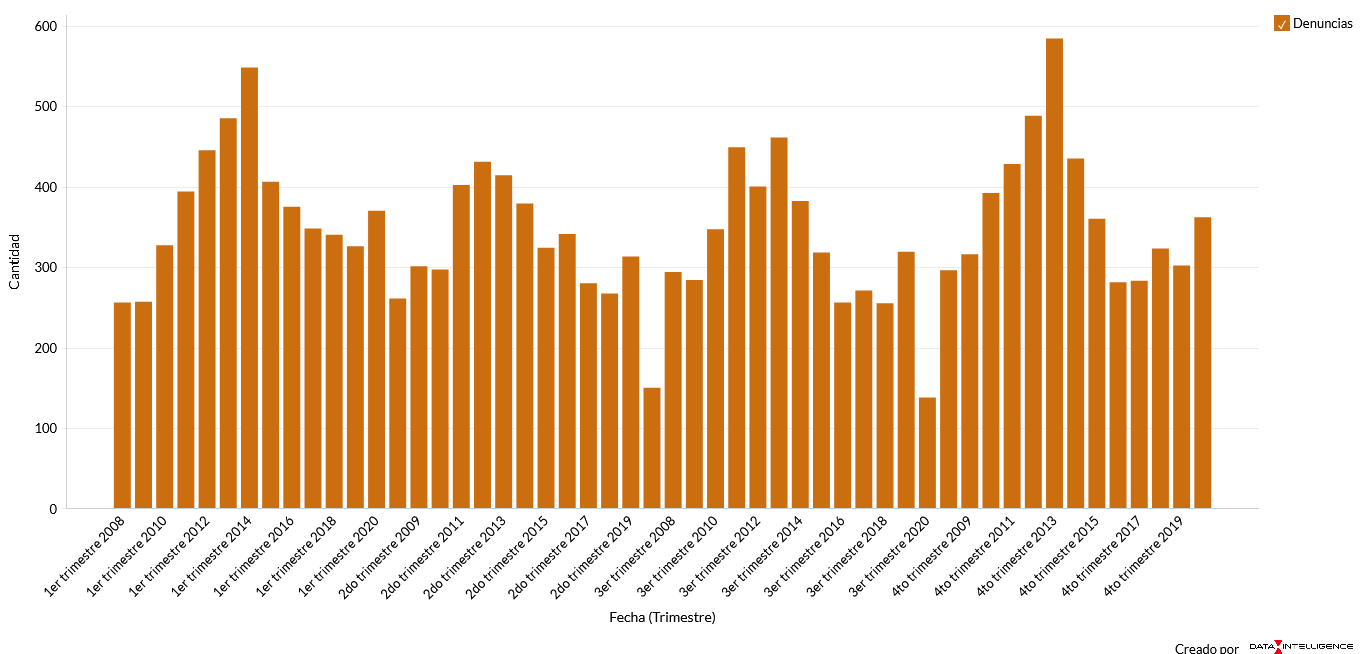 600
500
400
300
200
100
0
Cantidad
✓ Denuncias
1er trimestre 2008
1er trimestre 2010
1er trimestre 2012
1er trimestre 2014
1er trimestre 2016
1er trimestre 2018
1er trimestre 2020
2do trimestre 2009
2do trimestre 2011
2do trimestre 2013
2do trimestre 2015
2do trimestre 2017
2do trimestre 2019
3er trimestre 2008
3er trimestre 2010
3er trimestre 2012
3er trimestre 2014
3er trimestre 2016
3er trimestre 2018
3er trimestre 2020
4to trimestre 2009
4to trimestre 2011
4to trimestre 2013
4to trimestre 2015
4to trimestre 2017
4to trimestre 2019
Fecha (Trimestre)
Creado por DATA INTELLIGENCE